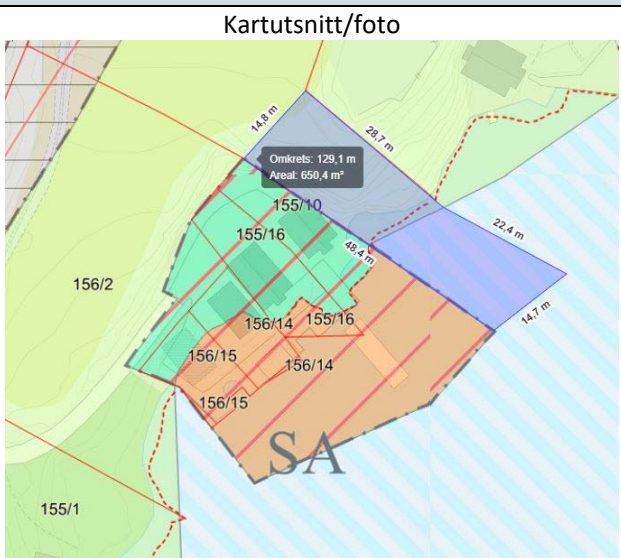 Kartutsnitt/foto
14,8 m
28,7 m
Omkrets: 129,1 m
Areal: 650,4 m²
155/10
155/16
22,4 m
48,4 m
156/2
14,7 m
156/14
155/16
156/15
156/14
156/15
SA
155/1